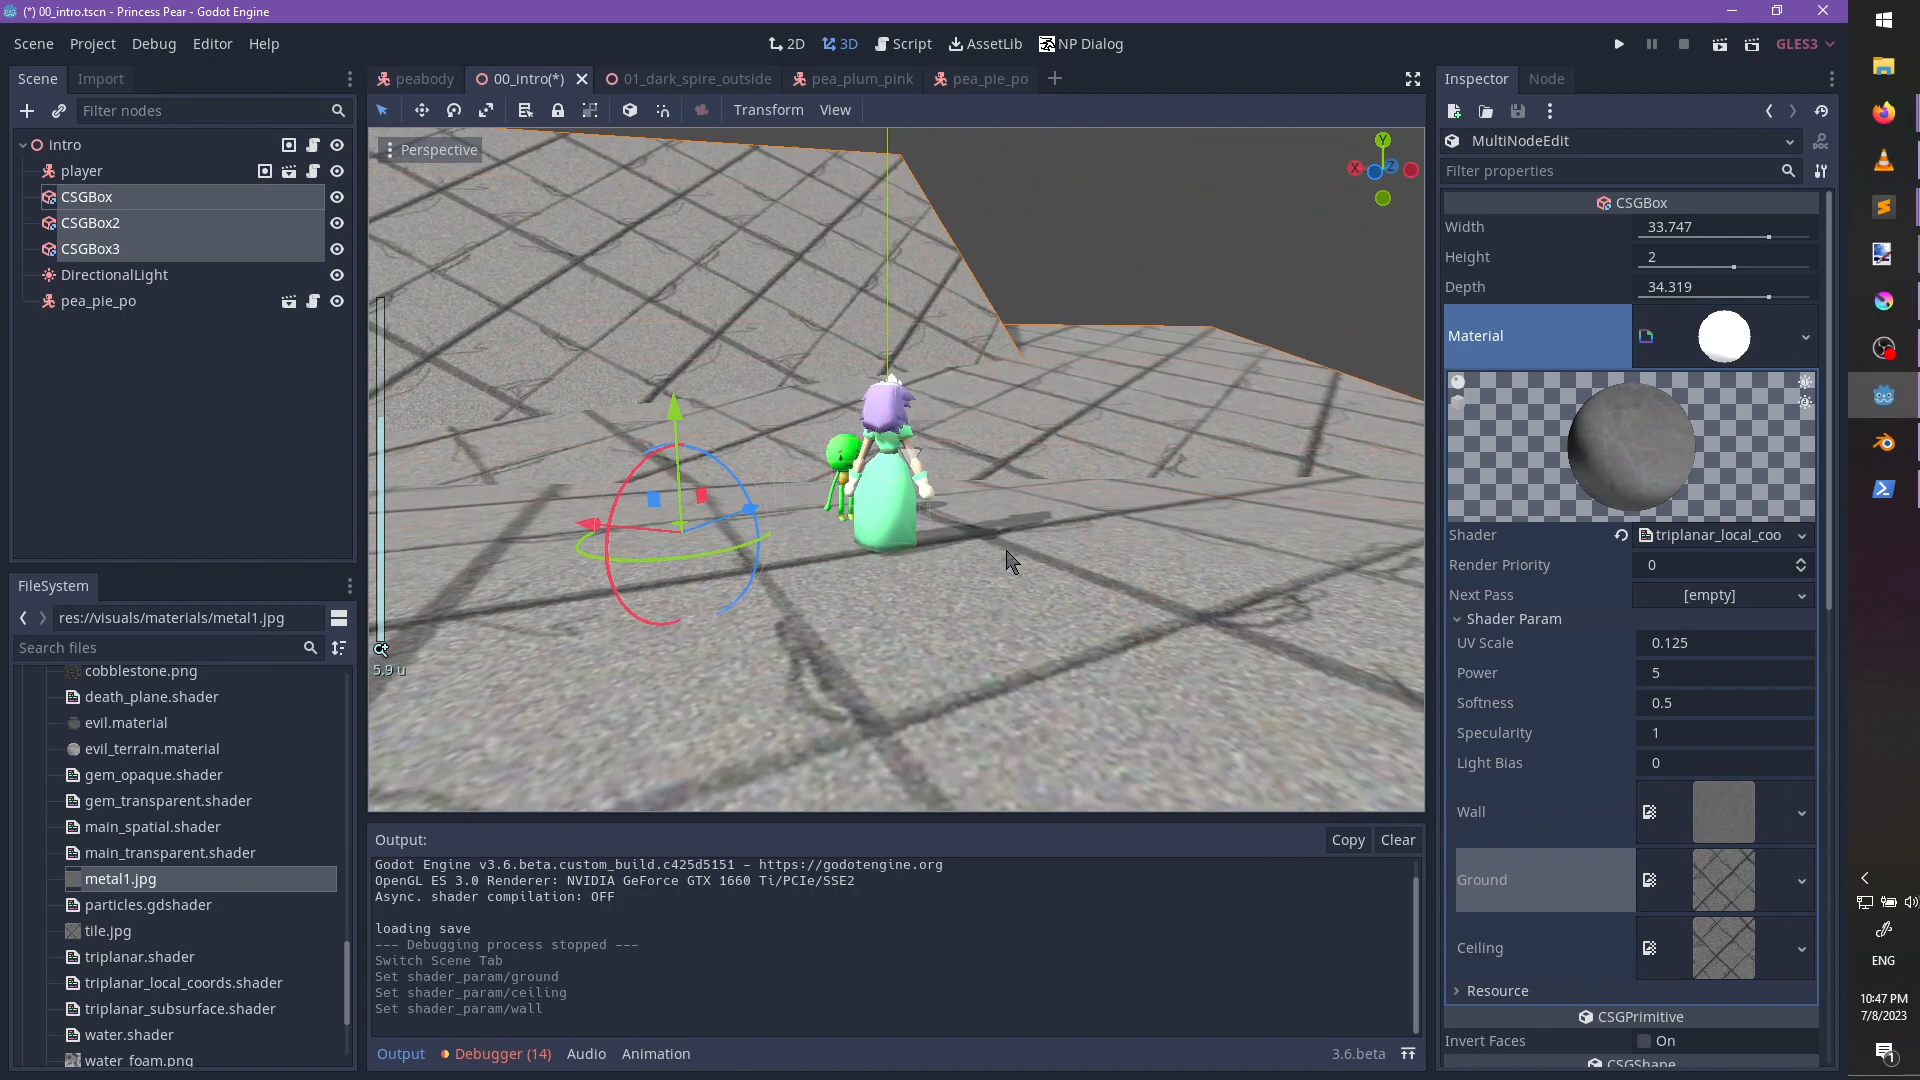 (*) 00_intro.tscn - Princess Pear - Godot Engine
Scene Project Debug Editor Help
2D 3D Script AssetLib NP Dialog
GLES3
Scene Import
peabody 00_intro(*) 01_dark_spire_outside pea_plum_pink pea_pie_po
Inspector Node
Filter nodes
Transform View
intro
player
CSGBox
CSGBox2
CSGBox3
DirectionalLight
pea_pie_po
Perspective
Y
X
Z
5.9 u
MultiNodeEdit
Filter properties
CSGBox
Width 33.747
Height 2
Depth 34.319
Material
Shader triplanar_local_coo
Render Priority 0
Next Pass [empty]
Shader Param
UV Scale 0.125
Power 5
Softness 0.5
Specularity 1
Light Bias 0
Wall
Ground
Ceiling
Resource
CSGPrimitive
Invert Faces On
CSGShape
FileSystem
res://visuals/materials/metal1.jpg
Search files
cobblestone.png
death_plane.shader
evil.material
evil_terrain.material
gem_opaque.shader
gem_transparent.shader
main_spatial.shader
main_transparent.shader
metal1.jpg
particles.gdshader
tile.jpg
triplanar.shader
triplanar_local_coords.shader
triplanar_subsurface.shader
water.shader
water_foam.png
Output:
Copy Clear
Godot Engine v3.6.beta.custom_build.c425d5151 - https://godotengine.org
OpenGL ES 3.0 Renderer: NVIDIA GeForce GTX 1660 Ti/PCIe/SSE2
Async. shader compilation: OFF
loading save
--- Debugging process stopped ---
Switch Scene Tab
Set shader_param/ground
Set shader_param/ceiling
Set shader_param/wall
Output Debugger (14) Audio Animation
3.6.beta
ENG
10:47 PM
7/8/2023
1